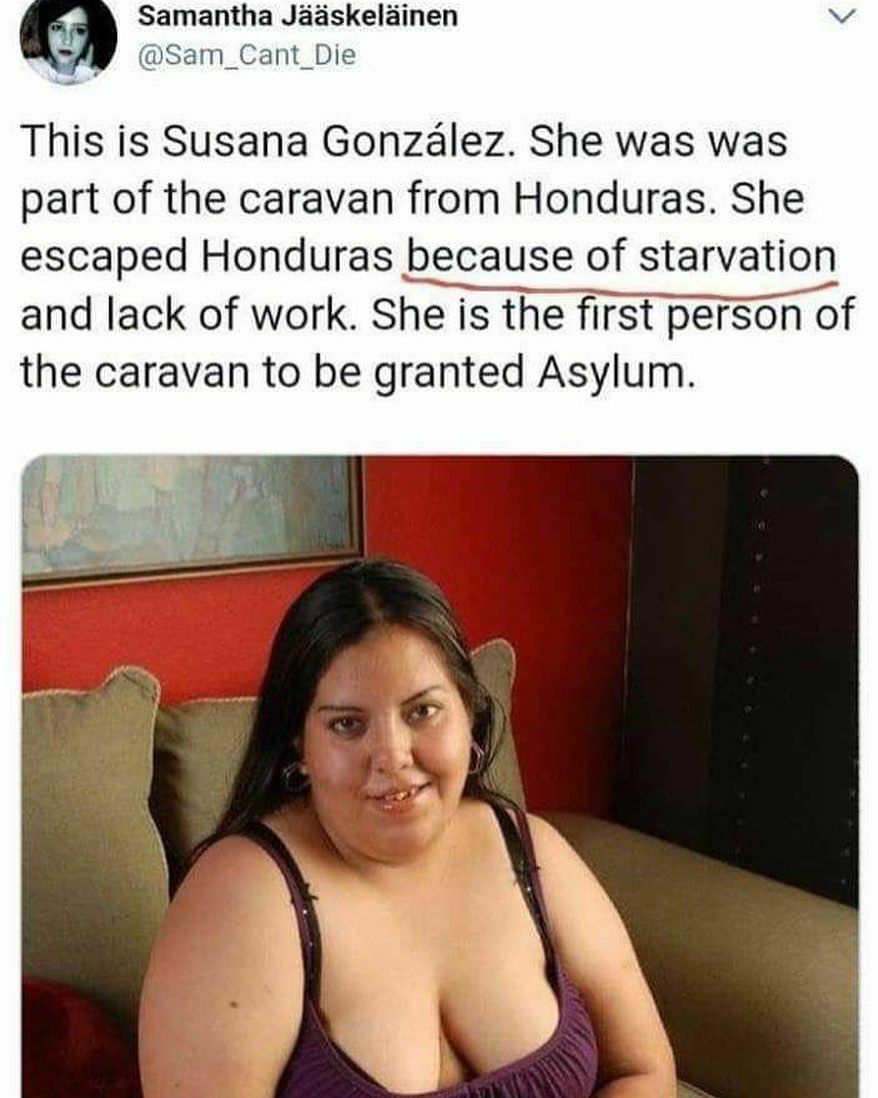 Samantha Jääskeläinen
@Sam_Cant_Die
This is Susana González. She was was
part of the caravan from Honduras. She
escaped Honduras because of starvation
and lack of work. She is the first person of
the caravan to be granted Asylum.